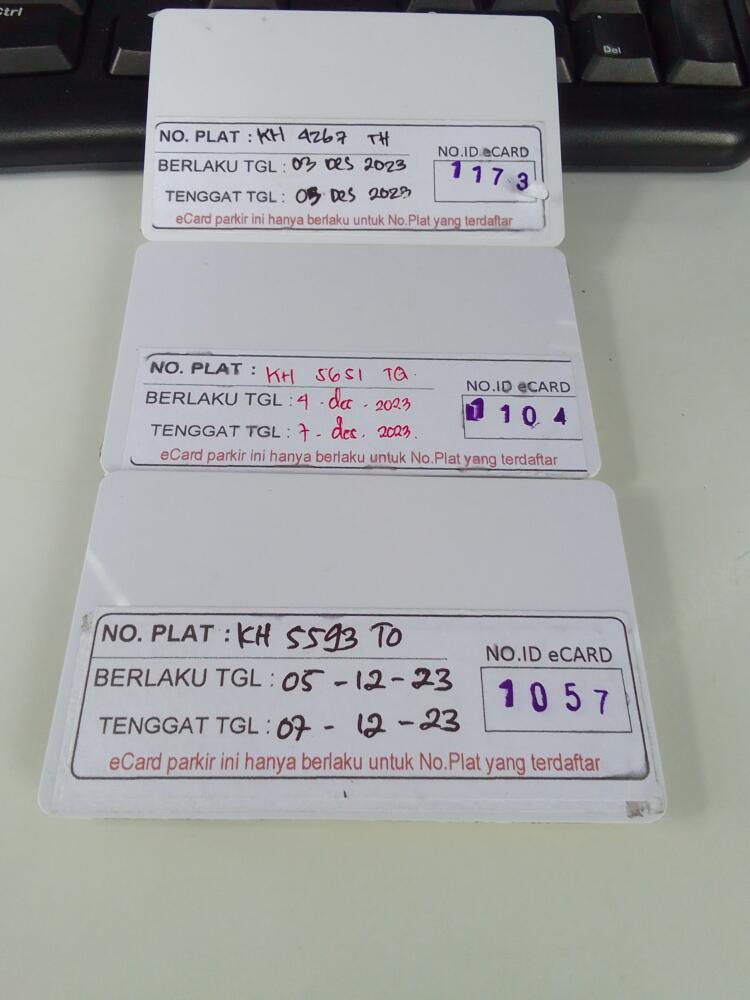 Ctrl
Del
NO. PLAT : KH 4267 TH
BERLAKU TGL : 03 DES 2023
TENGGAT TGL : 05 DES 2023
NO.ID eCARD
1173
eCard parkir ini hanya berlaku untuk No.Plat yang terdaftar
NO. PLAT : KH 5651 TQ
BERLAKU TGL : 4 - dec - 2023
TENGGAT TGL : 7 - dec - 2023
NO.ID eCARD
1104
eCard parkir ini hanya berlaku untuk No.Plat yang terdaftar
NO. PLAT : KH 5593 TO
BERLAKU TGL : 05 - 12 - 23
TENGGAT TGL : 07 - 12 - 23
NO.ID eCARD
1057
eCard parkir ini hanya berlaku untuk No.Plat yang terdaftar